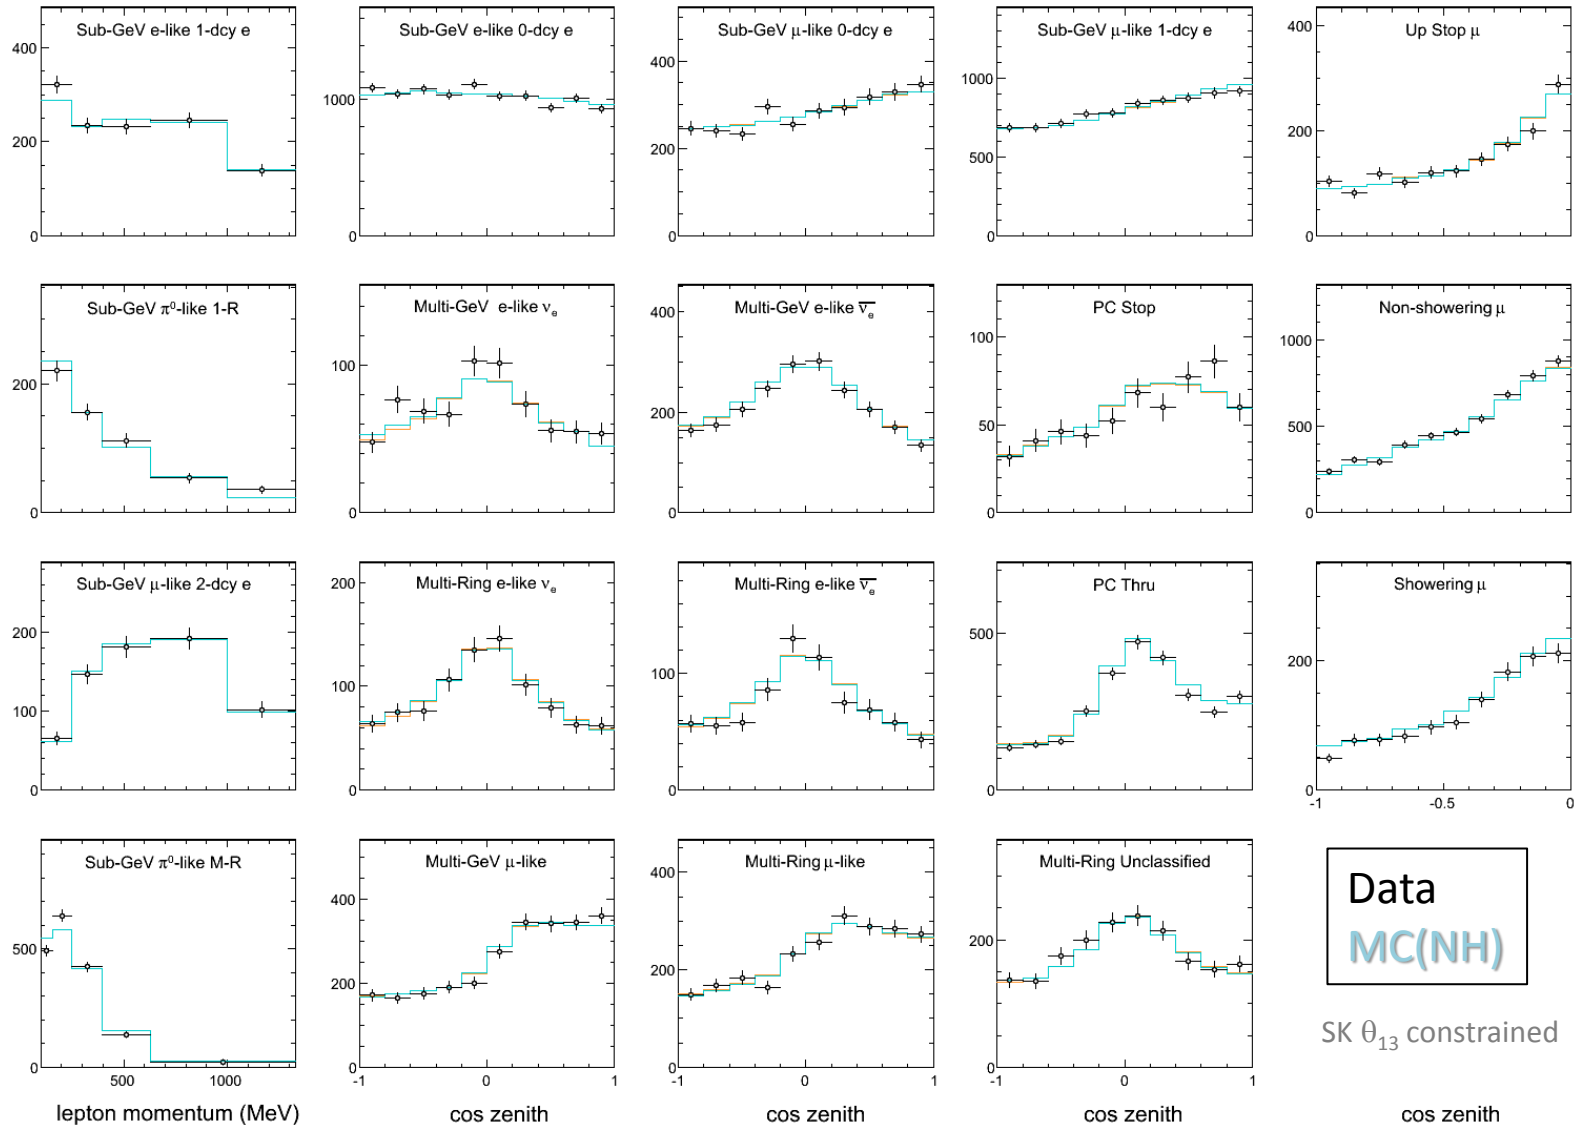 Sub-GeV e-like 1-dcy e
400
200
0
Sub-GeV e-like 0-dcy e
1000
0
Sub-GeV μ-like 0-dcy e
400
200
0
Sub-GeV μ-like 1-dcy e
1000
500
0
Up Stop μ
400
200
0
Sub-GeV π⁰-like 1-R
200
0
Multi-GeV e-like νₑ
100
0
Multi-GeV e-like ν̅ₑ
400
200
0
PC Stop
100
50
0
Non-showering μ
1000
500
0
Sub-GeV μ-like 2-dcy e
200
100
0
Multi-Ring e-like νₑ
200
100
0
Multi-Ring e-like ν̅ₑ
100
0
PC Thru
500
0
Showering μ
200
0
-1 -0.5 0
Sub-GeV π⁰-like M-R
500
0
500 1000
lepton momentum (MeV)
Multi-GeV μ-like
400
200
0
-1 0 1
cos zenith
Multi-Ring μ-like
400
200
0
-1 0 1
cos zenith
Multi-Ring Unclassified
200
0
-1 0 1
cos zenith
Data
MC(NH)
SK θ₁₃ constrained
cos zenith